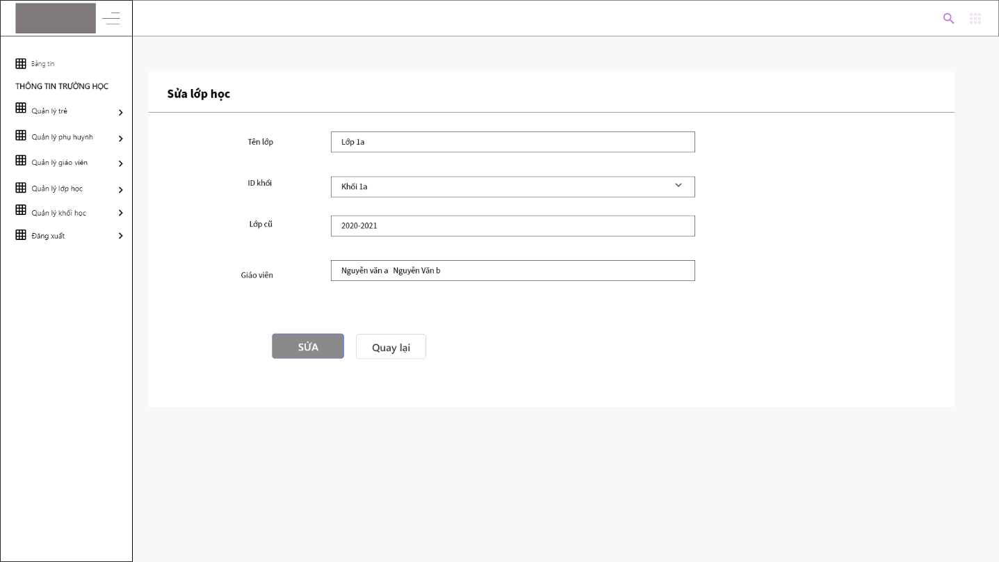 Bảng tin
THÔNG TIN TRƯỜNG HỌC
Quản lý trẻ
Quản lý phụ huynh
Quản lý giáo viên
Quản lý lớp học
Quản lý khối học
Đăng xuất
Sửa lớp học
Tên lớp
Lớp 1a
ID khối
Khối 1a
Lớp cũ
2020-2021
Giáo viên
Nguyễn văn a Nguyễn Văn b
SỬA
Quay lại